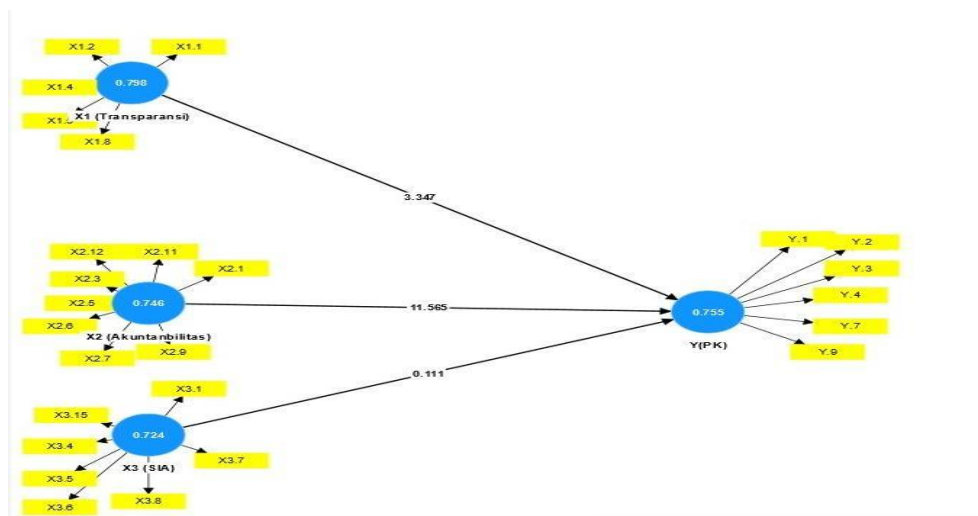 X1.2
X1.1
0.798
X1.4
X1 (Transparansi)
X1.8
3.347
X2.12
X2.11
X2.1
X2.3
X2.5
0.746
X2.6
X2 (Akuntanbilitas)
X2.7
X2.9
11.565
0.111
X3.1
X3.15
0.724
X3.4
X3.7
X3 (SIA)
X3.5
X3.8
X3.6
Y.1
Y.2
Y.3
Y.4
0.755
Y.7
Y(PK)
Y.9